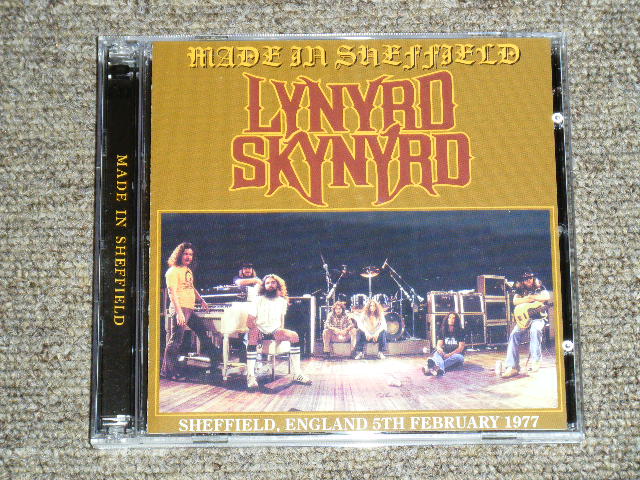 MADE IN SHEFFIELD
LYNYRD
SKYNYRD
SHEFFIELD, ENGLAND 5TH FEBRUARY 1977
MADE IN SHEFFIELD